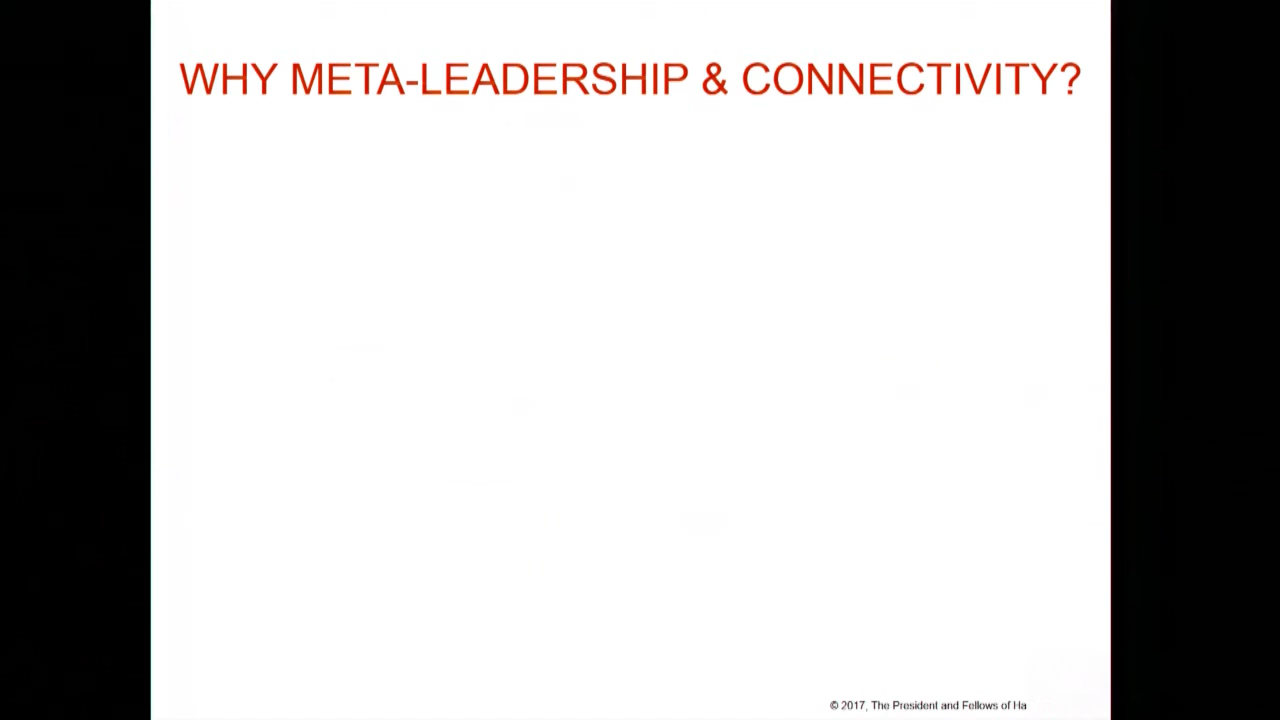 WHY META-LEADERSHIP & CONNECTIVITY?
© 2017, The President and Fellows of Ha